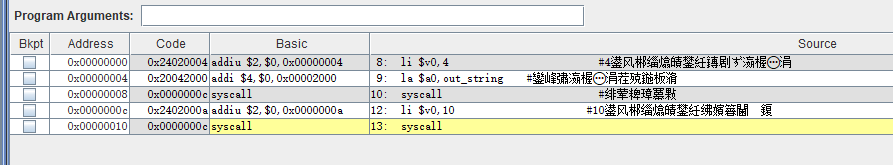 Program Arguments:
Bkpt Address Code Basic Source
0x00000000 0x24020004 addiu $2,$0,0x00000004 8: li $v0,4
0x00000004 0x20042000 addi $4,$0,0x00002000 9: la $a0,out_string
0x00000008 0x0000000c syscall 10: syscall
0x0000000c 0x2402000a addiu $2,$0,0x0000000a 12: li $v0,10
0x00000010 0x0000000c syscall 13: syscall